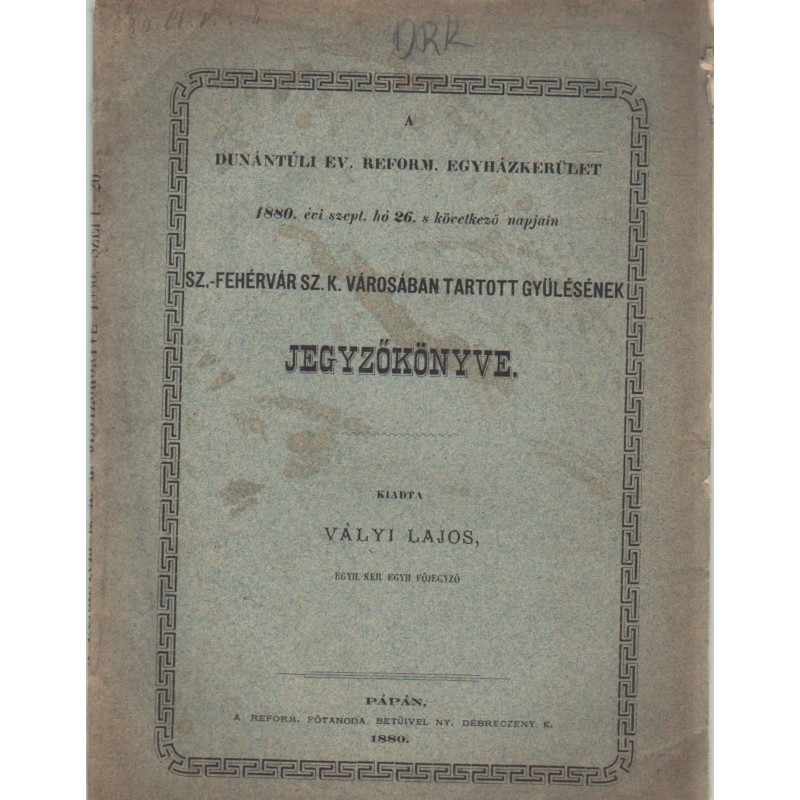 DRK
A
DUNÁNTÚLI EV. REFORM. EGYHÁZKERÜLET
1880. évi szept. hó 26. s következő napjain
SZ.-FEHÉRVÁR SZ. K. VÁROSÁBAN TARTOTT GYÜLÉSÉNEK
JEGYZŐKÖNYVE.
KIADTA
VÁLYI LAJOS,
EGYH. KER EGYH FŐJEGYZŐ
PÁPÁN,
A REFORM. FŐTANODA BETŰIVEL NY. DEBRECZENY K.
1880.